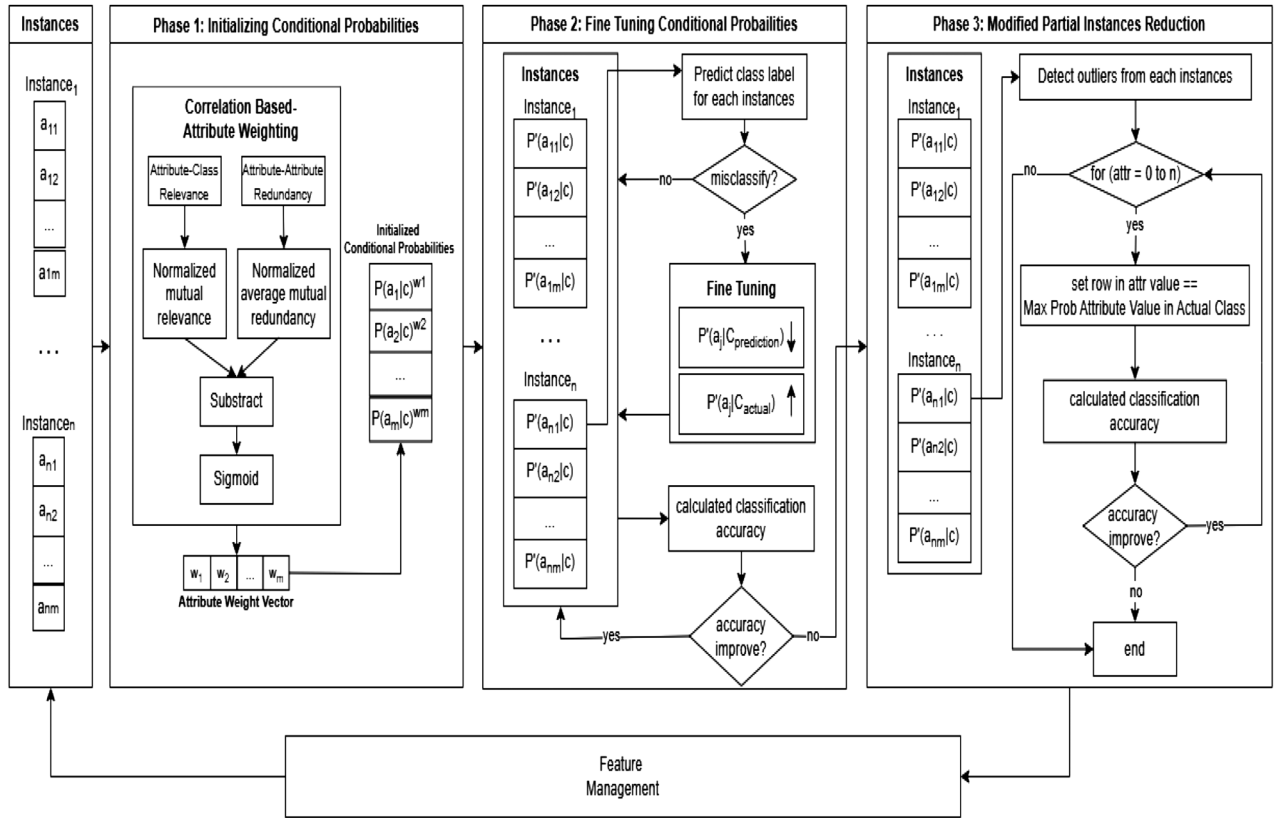 Instances
Instance1
a11
a12
...
a1m
...
Instancen
an1
an2
...
anm
Phase 1: Initializing Conditional Probabilities
Correlation Based-
Attribute Weighting
Attribute-Class
Relevance
Attribute-Attribute
Redundancy
Normalized
mutual
relevance
Normalized
average mutual
redundancy
Substract
Sigmoid
w1 w2 ... wm
Attribute Weight Vector
Initialized
Conditional Probabilities
P(a1|c)w1
P(a2|c)w2
...
P(am|c)wm
Phase 2: Fine Tuning Conditional Probailities
Instances
Instance1
P'(a11|c)
P'(a12|c)
...
P'(a1m|c)
...
Instancen
P'(an1|c)
P'(an2|c)
...
P'(anm|c)
Predict class label
for each instances
misclassify?
no
yes
Fine Tuning
P'(aj|Cprediction)
P'(aj|Cactual)
calculated classification
accuracy
accuracy
improve?
yes
no
Phase 3: Modified Partial Instances Reduction
Instances
Instance1
P'(a11|c)
P'(a12|c)
...
P'(a1m|c)
...
Instancen
P'(an1|c)
P'(an2|c)
...
P'(anm|c)
Detect outliers from each instances
for (attr = 0 to n)
no
yes
set row in attr value ==
Max Prob Attribute Value in Actual Class
calculated classification
accuracy
accuracy
improve?
yes
no
end
Feature
Management